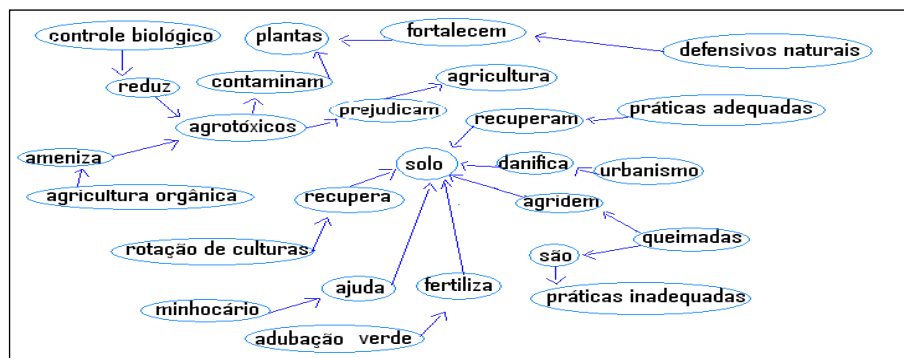 controle biológico
plantas
fortalecem
defensivos naturais
reduz
contaminam
agricultura
prejudicam
agrotóxicos
recuperam
práticas adequadas
ameniza
solo
danifica
urbanismo
agricultura orgânica
recupera
agridem
rotação de culturas
queimadas
são
ajuda
fertiliza
práticas inadequadas
minhocário
adubação verde